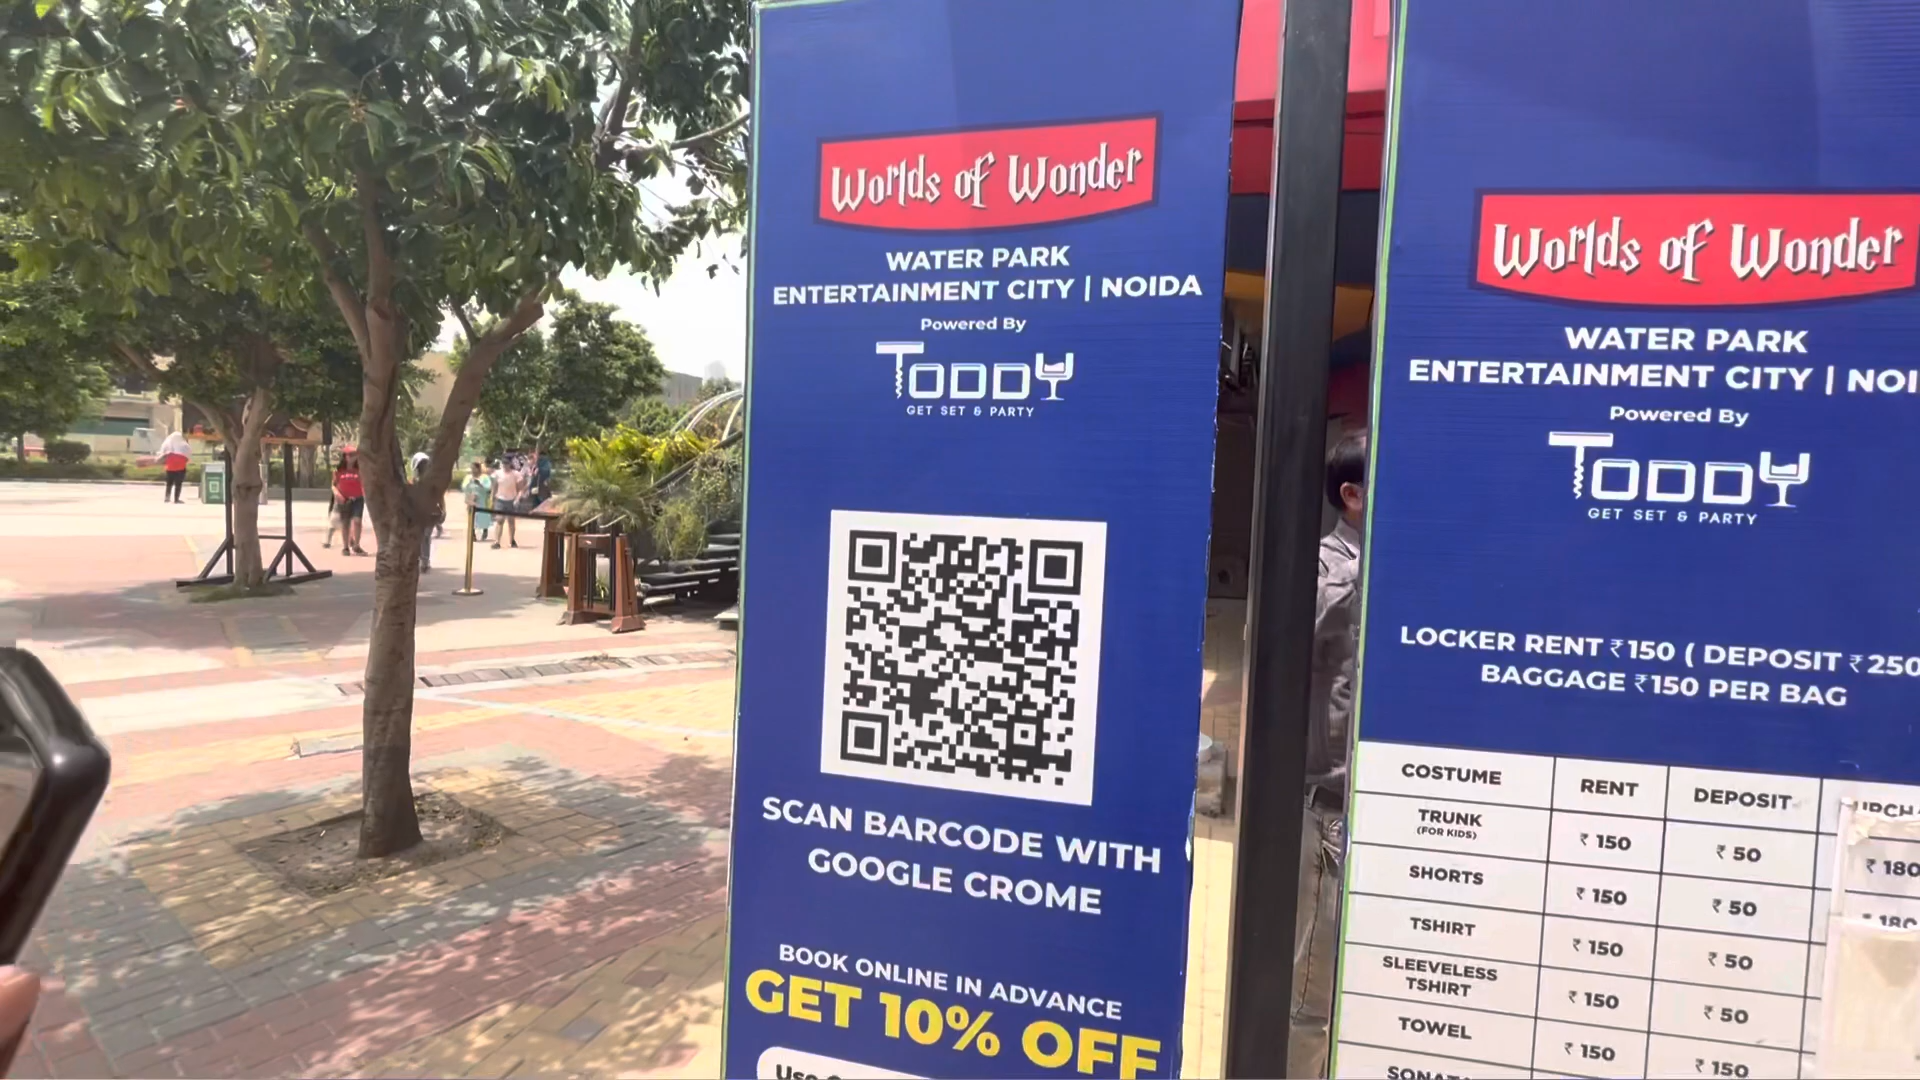 Worlds of Wonder
WATER PARK
ENTERTAINMENT CITY | NOIDA
Powered By
TODDY
GET SET & PARTY
SCAN BARCODE WITH
GOOGLE CROME
BOOK ONLINE IN ADVANCE
GET 10% OFF
Worlds of Wonder
WATER PARK
ENTERTAINMENT CITY | NOI
Powered By
TODDY
GET SET & PARTY
LOCKER RENT ₹150 ( DEPOSIT ₹250
BAGGAGE ₹150 PER BAG
COSTUME RENT DEPOSIT
TRUNK
(FOR KIDS) ₹ 150 ₹ 50 ₹ 180
SHORTS ₹ 150 ₹ 50 180
TSHIRT ₹ 150 ₹ 50
SLEEVELESS
TSHIRT ₹ 150 ₹ 50
TOWEL ₹ 150 ₹ 150